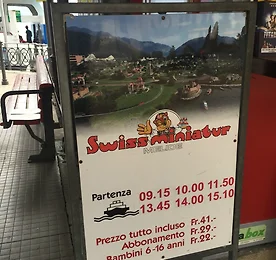 Swissminiatur
MELIDE
Partenza
09.15 10.00 11.50
13.45 14.00 15.10
Prezzo tutto incluso Fr.41.-
Abbonamento Fr.29.-
Bambini 6-16 anni Fr.22.-
box